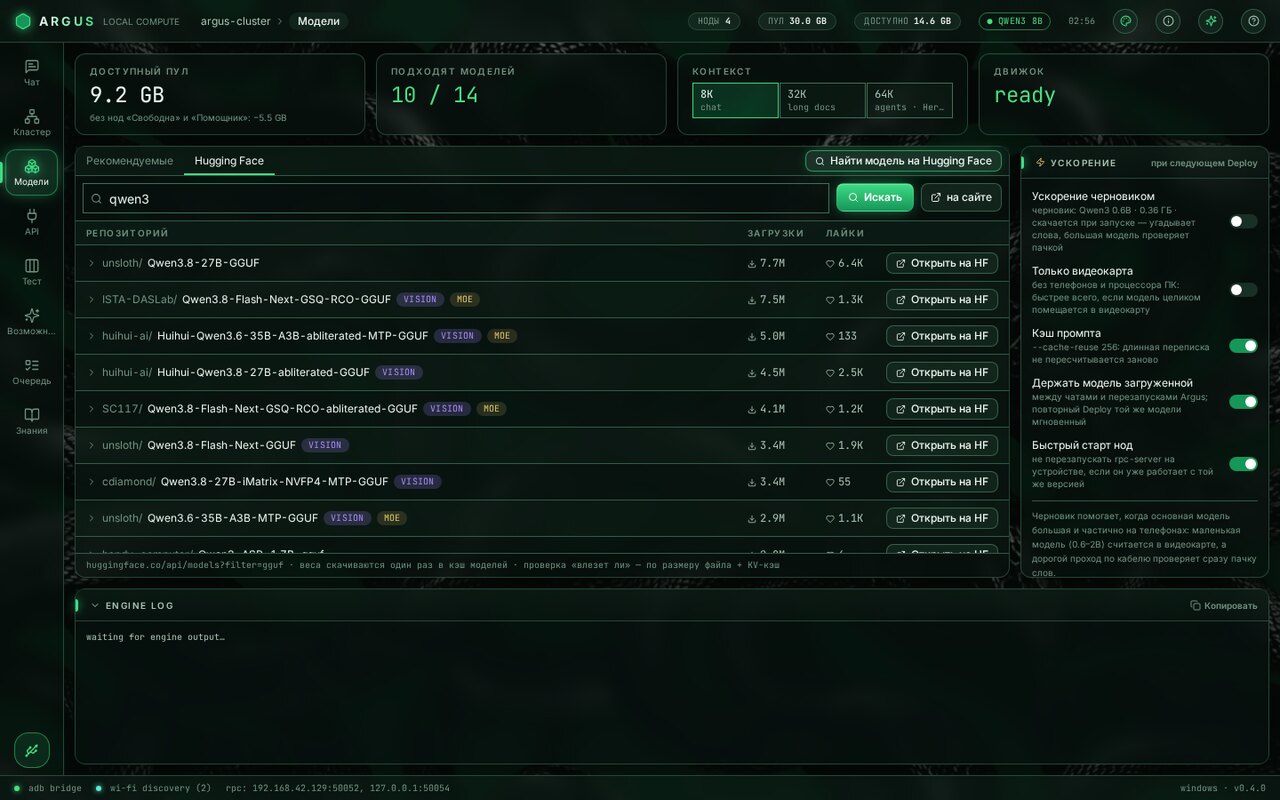 ARGUS LOCAL COMPUTE argus-cluster › Модели НОДЫ 4 ПУЛ 30.0 GB ДОСТУПНО 14.6 GB QWEN3 8B 02:56
Чат
Кластер
Модели
API
Тест
Возможн…
Очередь
Знания
ДОСТУПНЫЙ ПУЛ
9.2 GB
без нод «Свободна» и «Помощник»: −5.5 GB
ПОДХОДЯТ МОДЕЛЕЙ
10 / 14
КОНТЕКСТ
8K 32K 64K
chat long docs agents · Her…
ДВИЖОК
ready
Рекомендуемые Hugging Face Найти модель на Hugging Face
qwen3 Искать на сайте
РЕПОЗИТОРИЙ ЗАГРУЗКИ ЛАЙКИ
unsloth/ Qwen3.8-27B-GGUF 7.7M 6.4K Открыть на HF
ISTA-DASLab/ Qwen3.8-Flash-Next-GSQ-RCO-GGUF VISION MOE 7.5M 1.3K Открыть на HF
huihui-ai/ Huihui-Qwen3.6-35B-A3B-abliterated-MTP-GGUF VISION MOE 5.0M 133 Открыть на HF
huihui-ai/ Huihui-Qwen3.8-27B-abliterated-GGUF VISION 4.5M 2.5K Открыть на HF
SC117/ Qwen3.8-Flash-Next-GSQ-RCO-abliterated-GGUF VISION MOE 4.1M 1.2K Открыть на HF
unsloth/ Qwen3.8-Flash-Next-GGUF VISION 3.4M 1.9K Открыть на HF
cdiamond/ Qwen3.8-27B-iMatrix-NVFP4-MTP-GGUF VISION 3.4M 55 Открыть на HF
unsloth/ Qwen3.6-35B-A3B-MTP-GGUF VISION MOE 2.9M 1.1K Открыть на HF
huggingface.co/api/models?filter=gguf · веса скачиваются один раз в кэш моделей · проверка «влезет ли» — по размеру файла + KV-кэш
УСКОРЕНИЕ при следующем Deploy
Ускорение черновиком
черновик: Qwen3 0.6B · 0.36 ГБ ·
скачается при запуске — угадывает
слова, большая модель проверяет
пачкой
Только видеокарта
без телефонов и процессора ПК:
быстрее всего, если модель целиком
помещается в видеокарту
Кэш промпта
--cache-reuse 256: длинная переписка
не пересчитывается заново
Держать модель загруженной
между чатами и перезапусками Argus;
повторный Deploy той же модели
мгновенный
Быстрый старт нод
не перезапускать rpc-server на
устройстве, если он уже работает с той
же версией
Черновик помогает, когда основная модель
большая и частично на телефонах: маленькая
модель (0.6–2B) считается в видеокарте, а
дорогой проход по кабелю проверяет сразу пачку
слов.
ENGINE LOG Копировать
waiting for engine output…
adb bridge wi-fi discovery (2) rpc: 192.168.42.129:50052, 127.0.0.1:50054 windows · v0.4.0